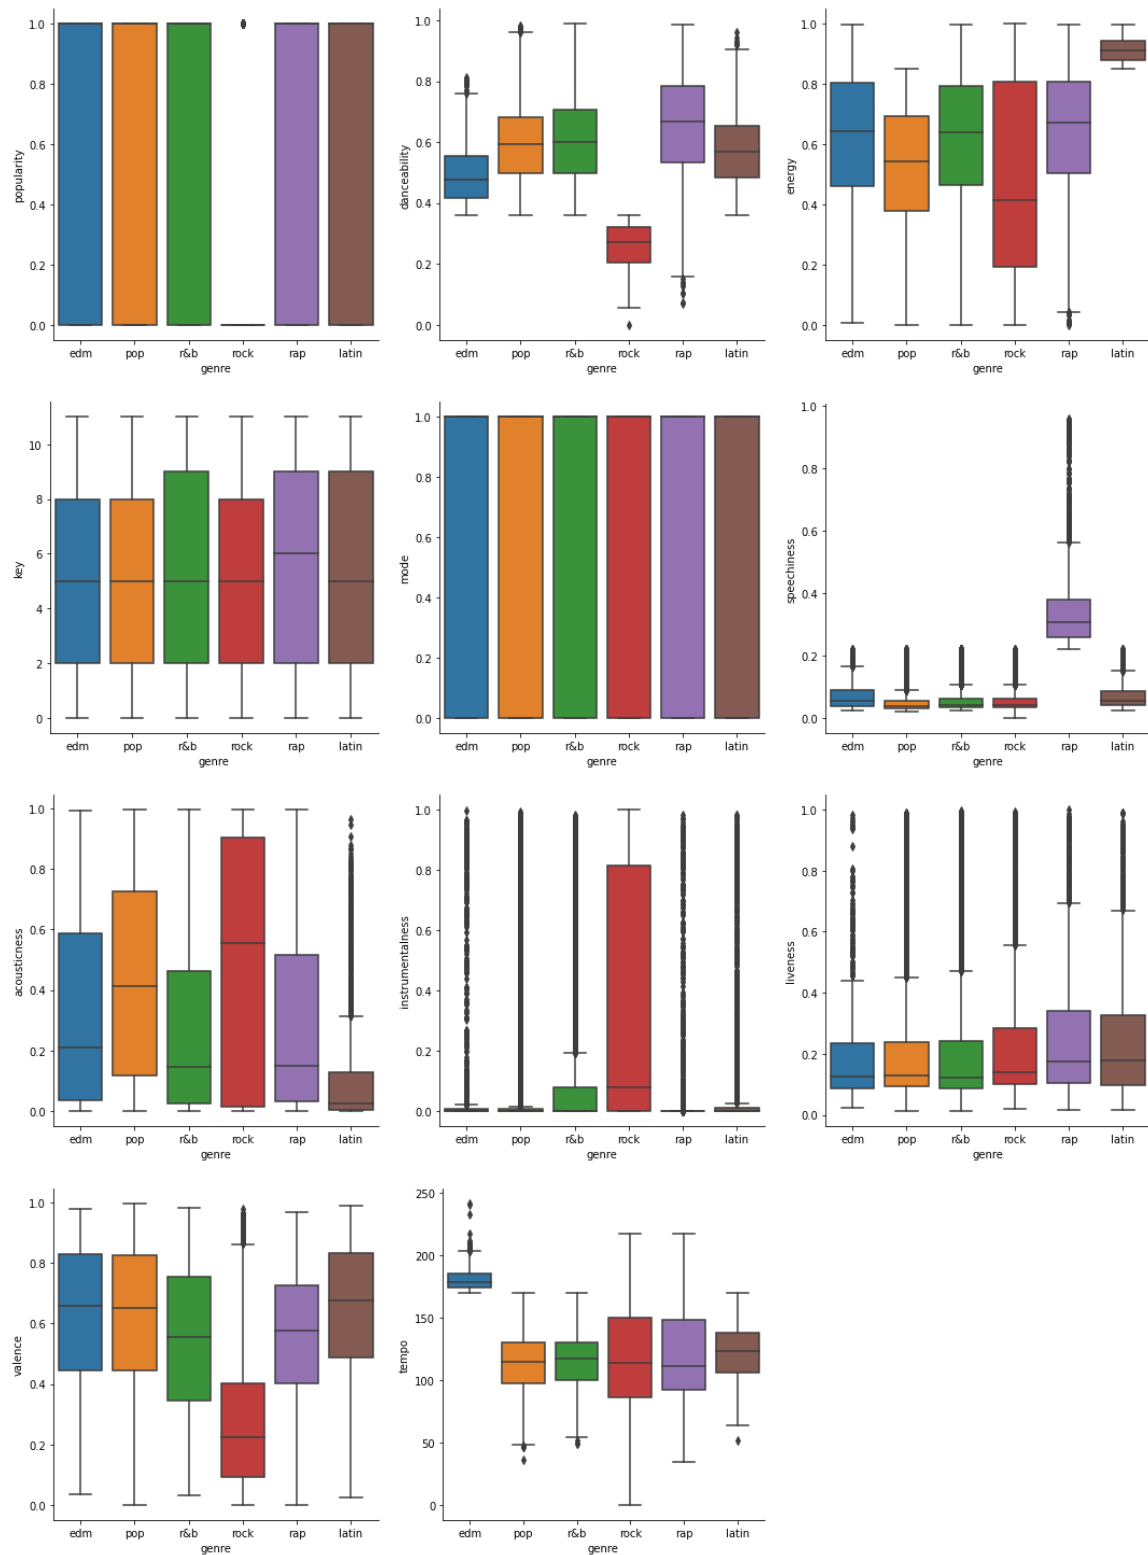 popularity
1.0
0.8
0.6
0.4
0.2
0.0
edm pop r&b rock rap latin
genre
danceability
1.0
0.8
0.6
0.4
0.2
0.0
edm pop r&b rock rap latin
genre
energy
1.0
0.8
0.6
0.4
0.2
0.0
edm pop r&b rock rap latin
genre
key
10
8
6
4
2
0
edm pop r&b rock rap latin
genre
mode
1.0
0.8
0.6
0.4
0.2
0.0
edm pop r&b rock rap latin
genre
speechiness
1.0
0.8
0.6
0.4
0.2
0.0
edm pop r&b rock rap latin
genre
acousticness
1.0
0.8
0.6
0.4
0.2
0.0
edm pop r&b rock rap latin
genre
instrumentalness
1.0
0.8
0.6
0.4
0.2
0.0
edm pop r&b rock rap latin
genre
liveness
1.0
0.8
0.6
0.4
0.2
0.0
edm pop r&b rock rap latin
genre
valence
1.0
0.8
0.6
0.4
0.2
0.0
edm pop r&b rock rap latin
genre
tempo
250
200
150
100
50
0
edm pop r&b rock rap latin
genre